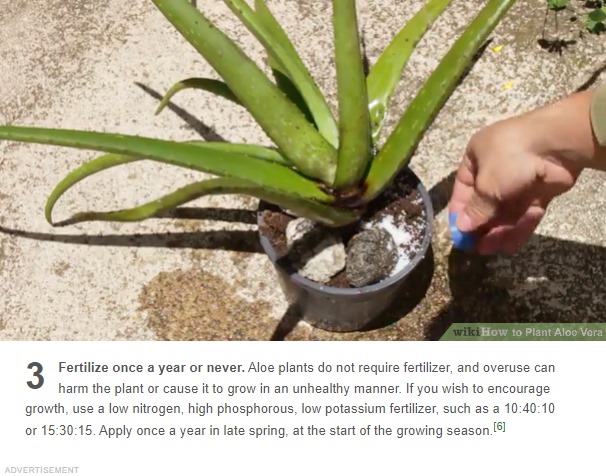 wikiHow to Plant Aloe Vera
3 Fertilize once a year or never. Aloe plants do not require fertilizer, and overuse can
harm the plant or cause it to grow in an unhealthy manner. If you wish to encourage
growth, use a low nitrogen, high phosphorous, low potassium fertilizer, such as a 10:40:10
or 15:30:15. Apply once a year in late spring, at the start of the growing season.[6]
ADVERTISEMENT